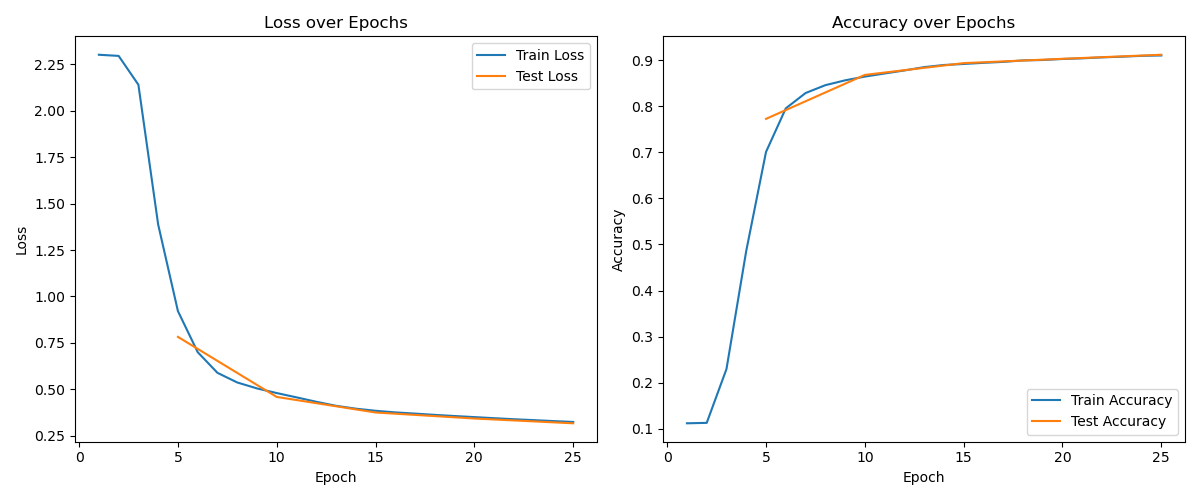 Loss over Epochs
Train Loss
Test Loss
2.25
2.00
1.75
1.50
1.25
1.00
0.75
0.50
0.25
Loss
0 5 10 15 20 25
Epoch
Accuracy over Epochs
0.9
0.8
0.7
0.6
0.5
0.4
0.3
0.2
0.1
Accuracy
Train Accuracy
Test Accuracy
0 5 10 15 20 25
Epoch